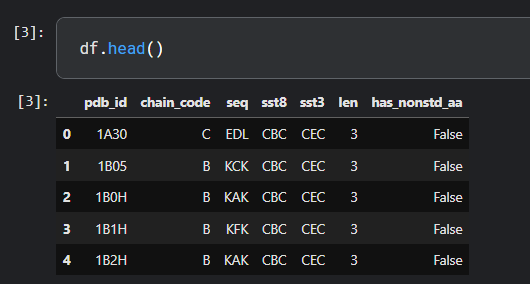 [3]: df.head()
[3]: pdb_id chain_code seq sst8 sst3 len has_nonstd_aa
0 1A30 C EDL CBC CEC 3 False
1 1B05 B KCK CBC CEC 3 False
2 1B0H B KAK CBC CEC 3 False
3 1B1H B KFK CBC CEC 3 False
4 1B2H B KAK CBC CEC 3 False